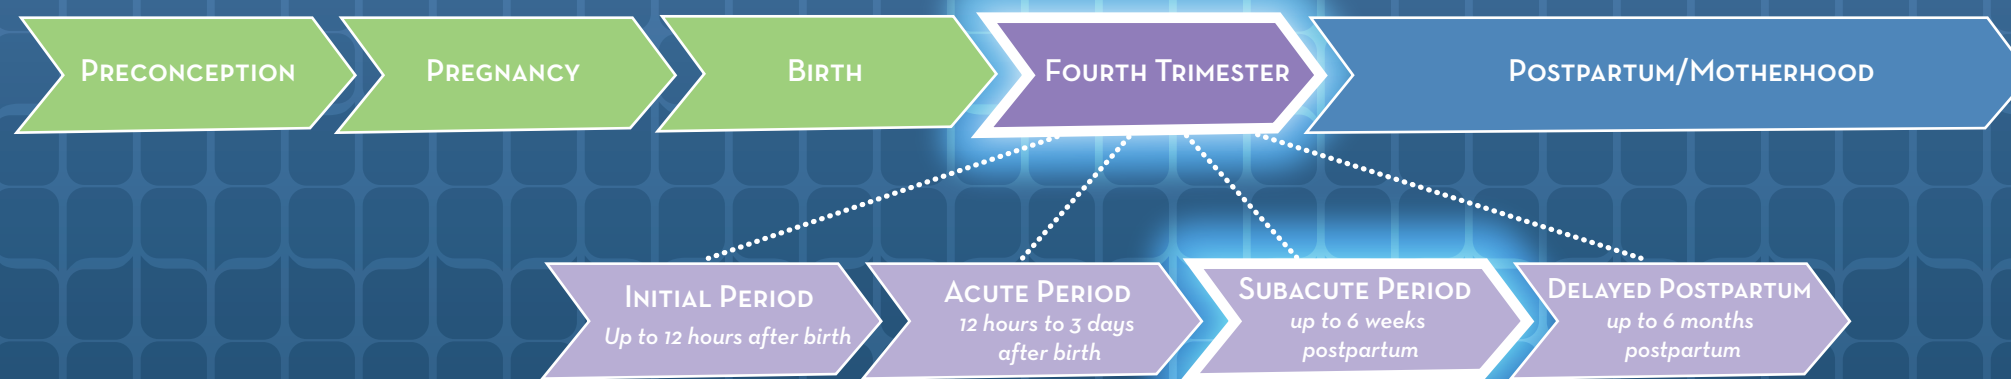 Preconception
Pregnancy
Birth
Fourth Trimester
Postpartum/Motherhood
Initial Period
Up to 12 hours after birth
Acute Period
12 hours to 3 days
after birth
Subacute Period
up to 6 weeks
postpartum
Delayed Postpartum
up to 6 months
postpartum